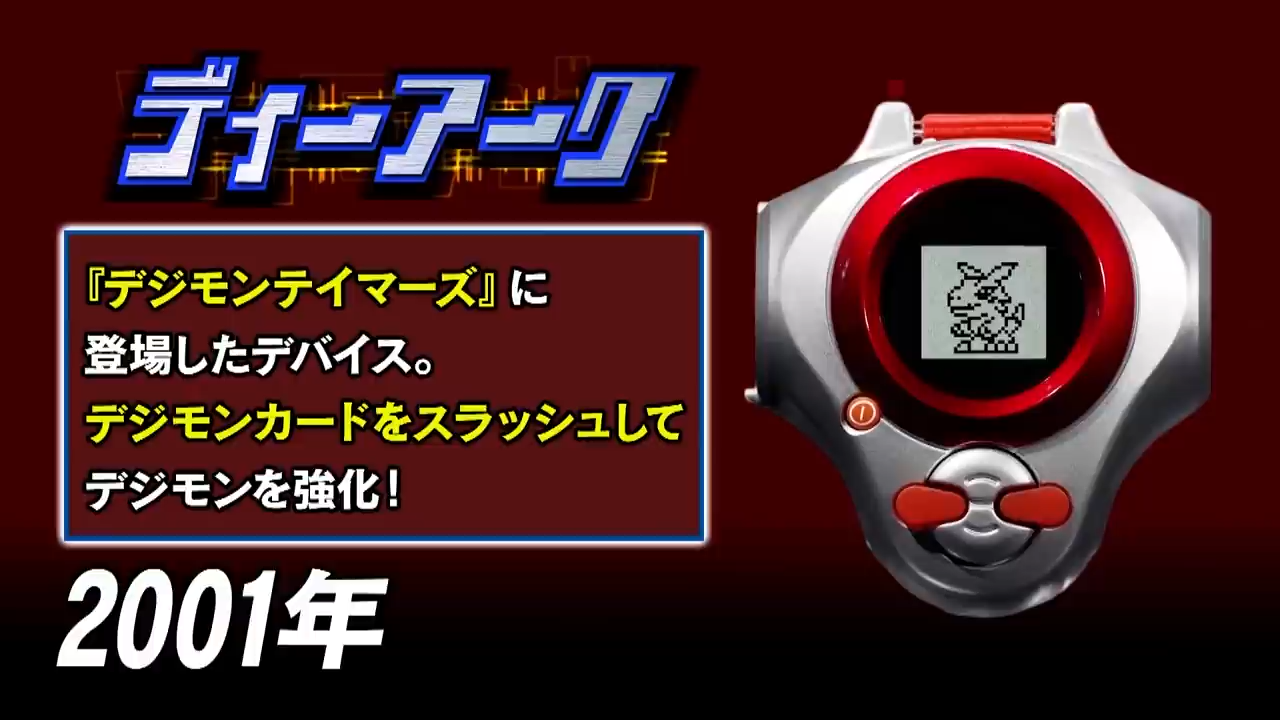 ディーアーク
『デジモンテイマーズ』に
登場したデバイス。
デジモンカードをスラッシュして
デジモンを強化！
2001年